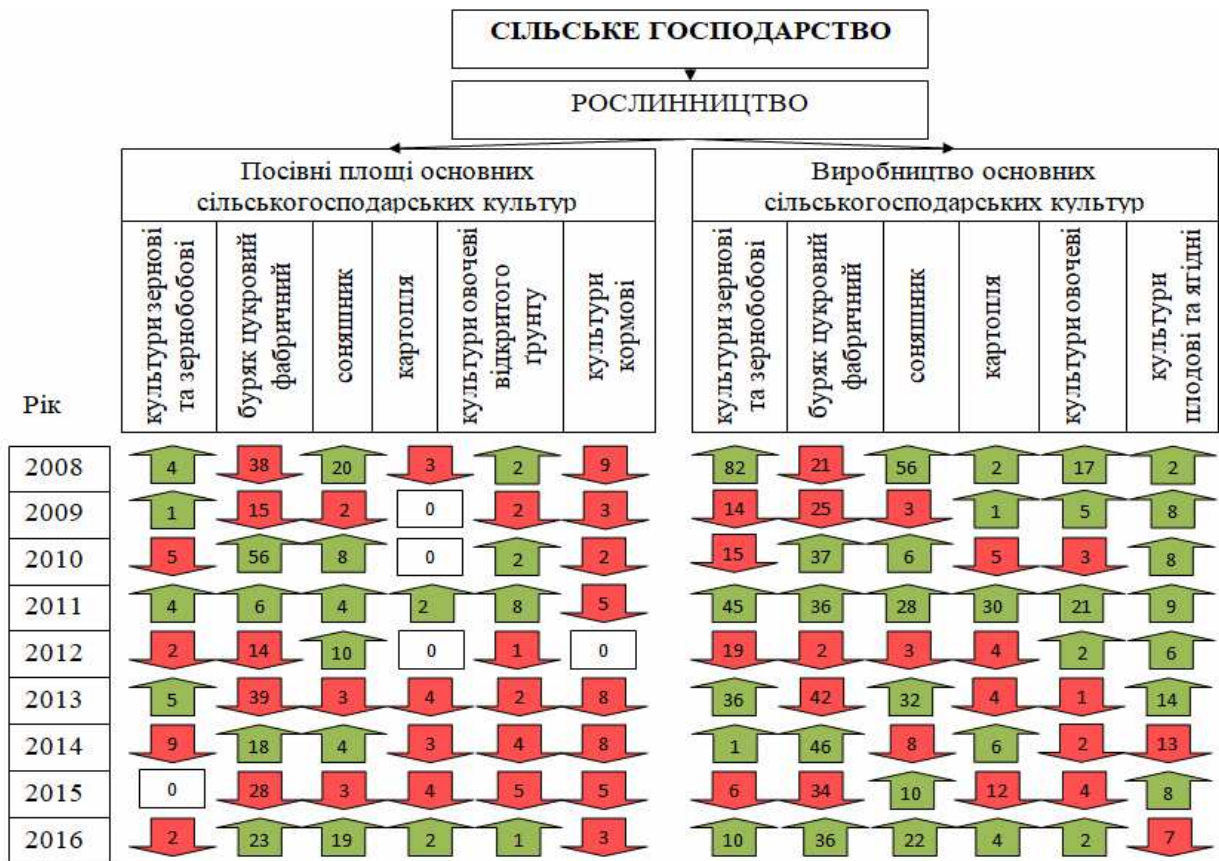 СІЛЬСЬКЕ ГОСПОДАРСТВО
РОСЛИННИЦТВО
Посівні площі основних
сільськогосподарських культур
Виробництво основних
сільськогосподарських культур
Рік
культури зернові
та зернобобові
буряк цукровий
фабричний
соняшник
картопля
культури овочеві
відкритого
ґрунту
культури
кормові
культури зернові
та зернобобові
буряк цукровий
фабричний
соняшник
картопля
культури овочеві
культури
плодові та ягідні
2008 4 38 20 3 2 9 82 21 56 2 17 2
2009 1 15 2 0 2 3 14 25 3 1 5 8
2010 5 56 8 0 2 2 15 37 6 5 3 8
2011 4 6 4 2 8 5 45 36 28 30 21 9
2012 2 14 10 0 1 0 19 2 3 4 2 6
2013 5 39 3 4 2 8 36 42 32 4 1 14
2014 9 18 4 3 4 8 1 46 8 6 2 13
2015 0 28 3 4 5 5 6 34 10 12 4 8
2016 2 23 19 2 1 3 10 36 22 4 2 7